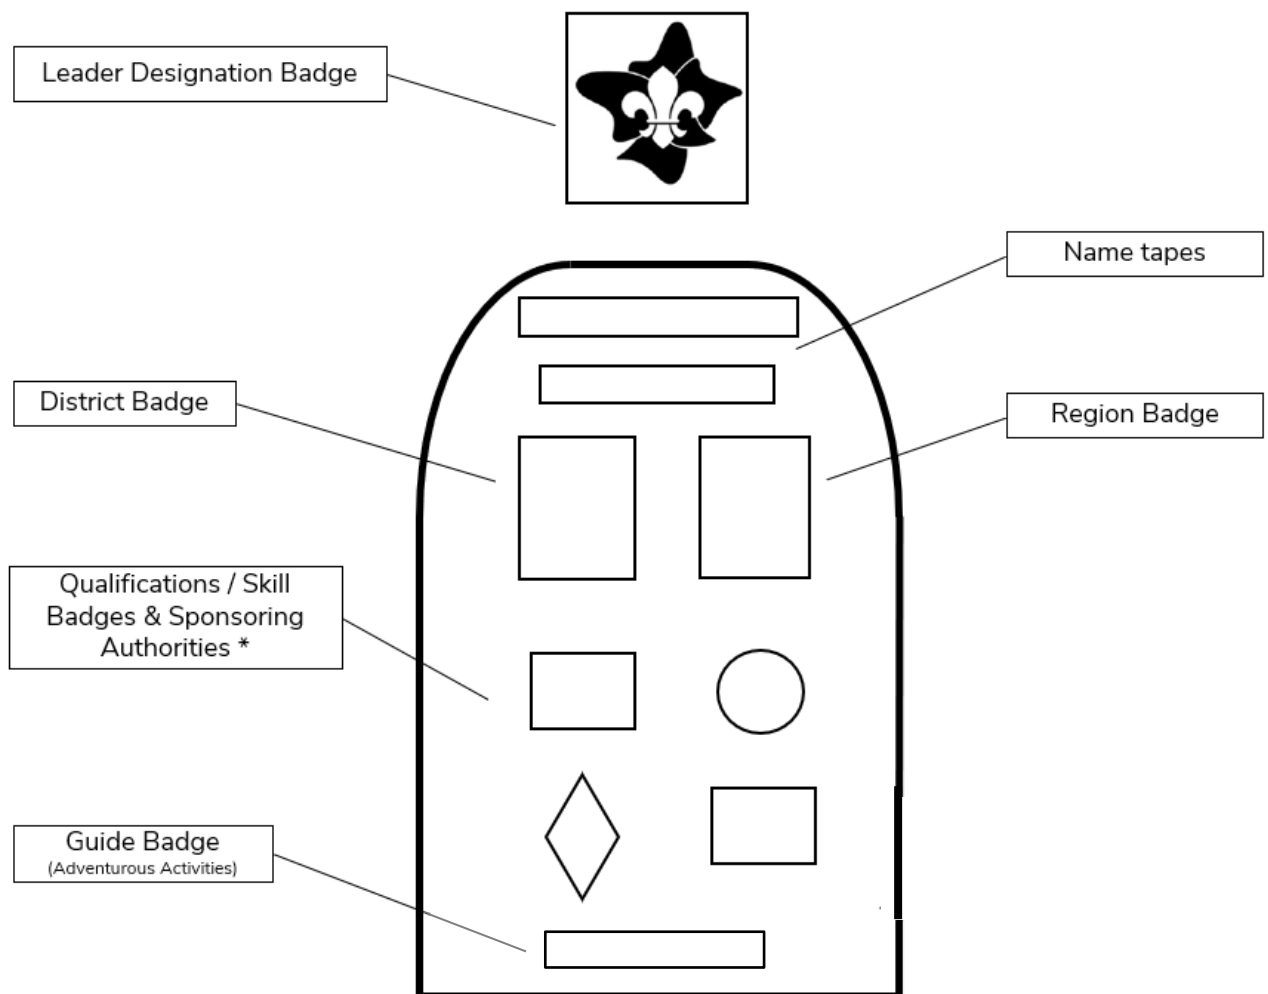 Leader Designation Badge
Name tapes
District Badge
Region Badge
Qualifications / Skill
Badges & Sponsoring
Authorities *
Guide Badge
(Adventurous Activities)